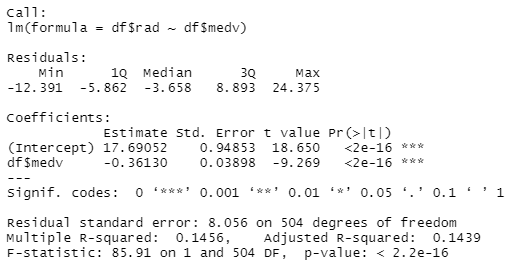 Call:
lm(formula = df$rad ~ df$medv)
Residuals:
Min 1Q Median 3Q Max
-12.391 -5.862 -3.658 8.893 24.375
Coefficients:
Estimate Std. Error t value Pr(>|t|)
(Intercept) 17.69052 0.94853 18.650 <2e-16 ***
df$medv -0.36130 0.03898 -9.269 <2e-16 ***
---
Signif. codes: 0 ‘***’ 0.001 ‘**’ 0.01 ‘*’ 0.05 ‘.’ 0.1 ‘ ’ 1
Residual standard error: 8.056 on 504 degrees of freedom
Multiple R-squared: 0.1456, Adjusted R-squared: 0.1439
F-statistic: 85.91 on 1 and 504 DF, p-value: < 2.2e-16